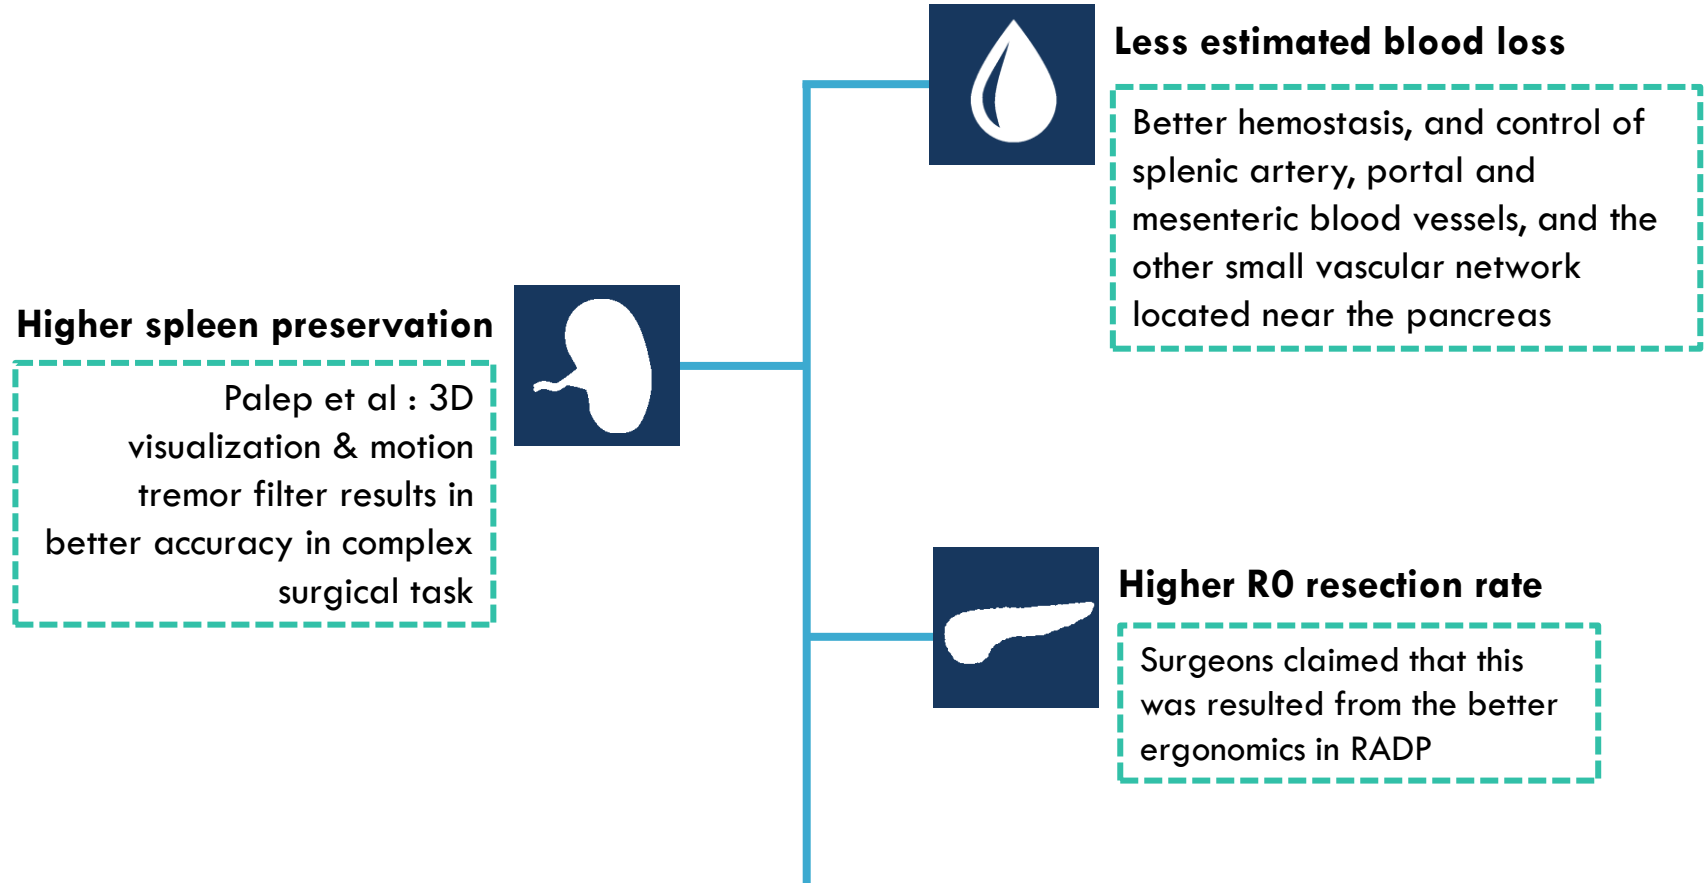 Less estimated blood loss
Better hemostasis, and control of
splenic artery, portal and
mesenteric blood vessels, and the
other small vascular network
located near the pancreas
Higher spleen preservation
Palep et al : 3D
visualization & motion
tremor filter results in
better accuracy in complex
surgical task
Higher R0 resection rate
Surgeons claimed that this
was resulted from the better
ergonomics in RADP